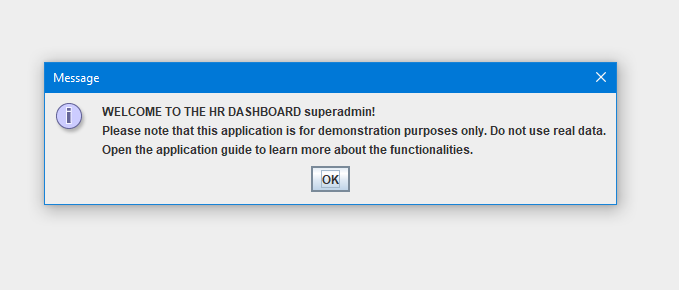 Message
WELCOME TO THE HR DASHBOARD superadmin!
Please note that this application is for demonstration purposes only. Do not use real data.
Open the application guide to learn more about the functionalities.
OK